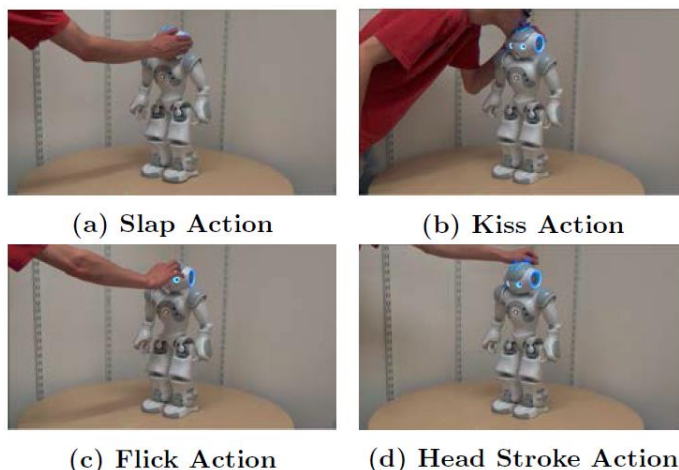 (a) Slap Action
(b) Kiss Action
(c) Flick Action
(d) Head Stroke Action